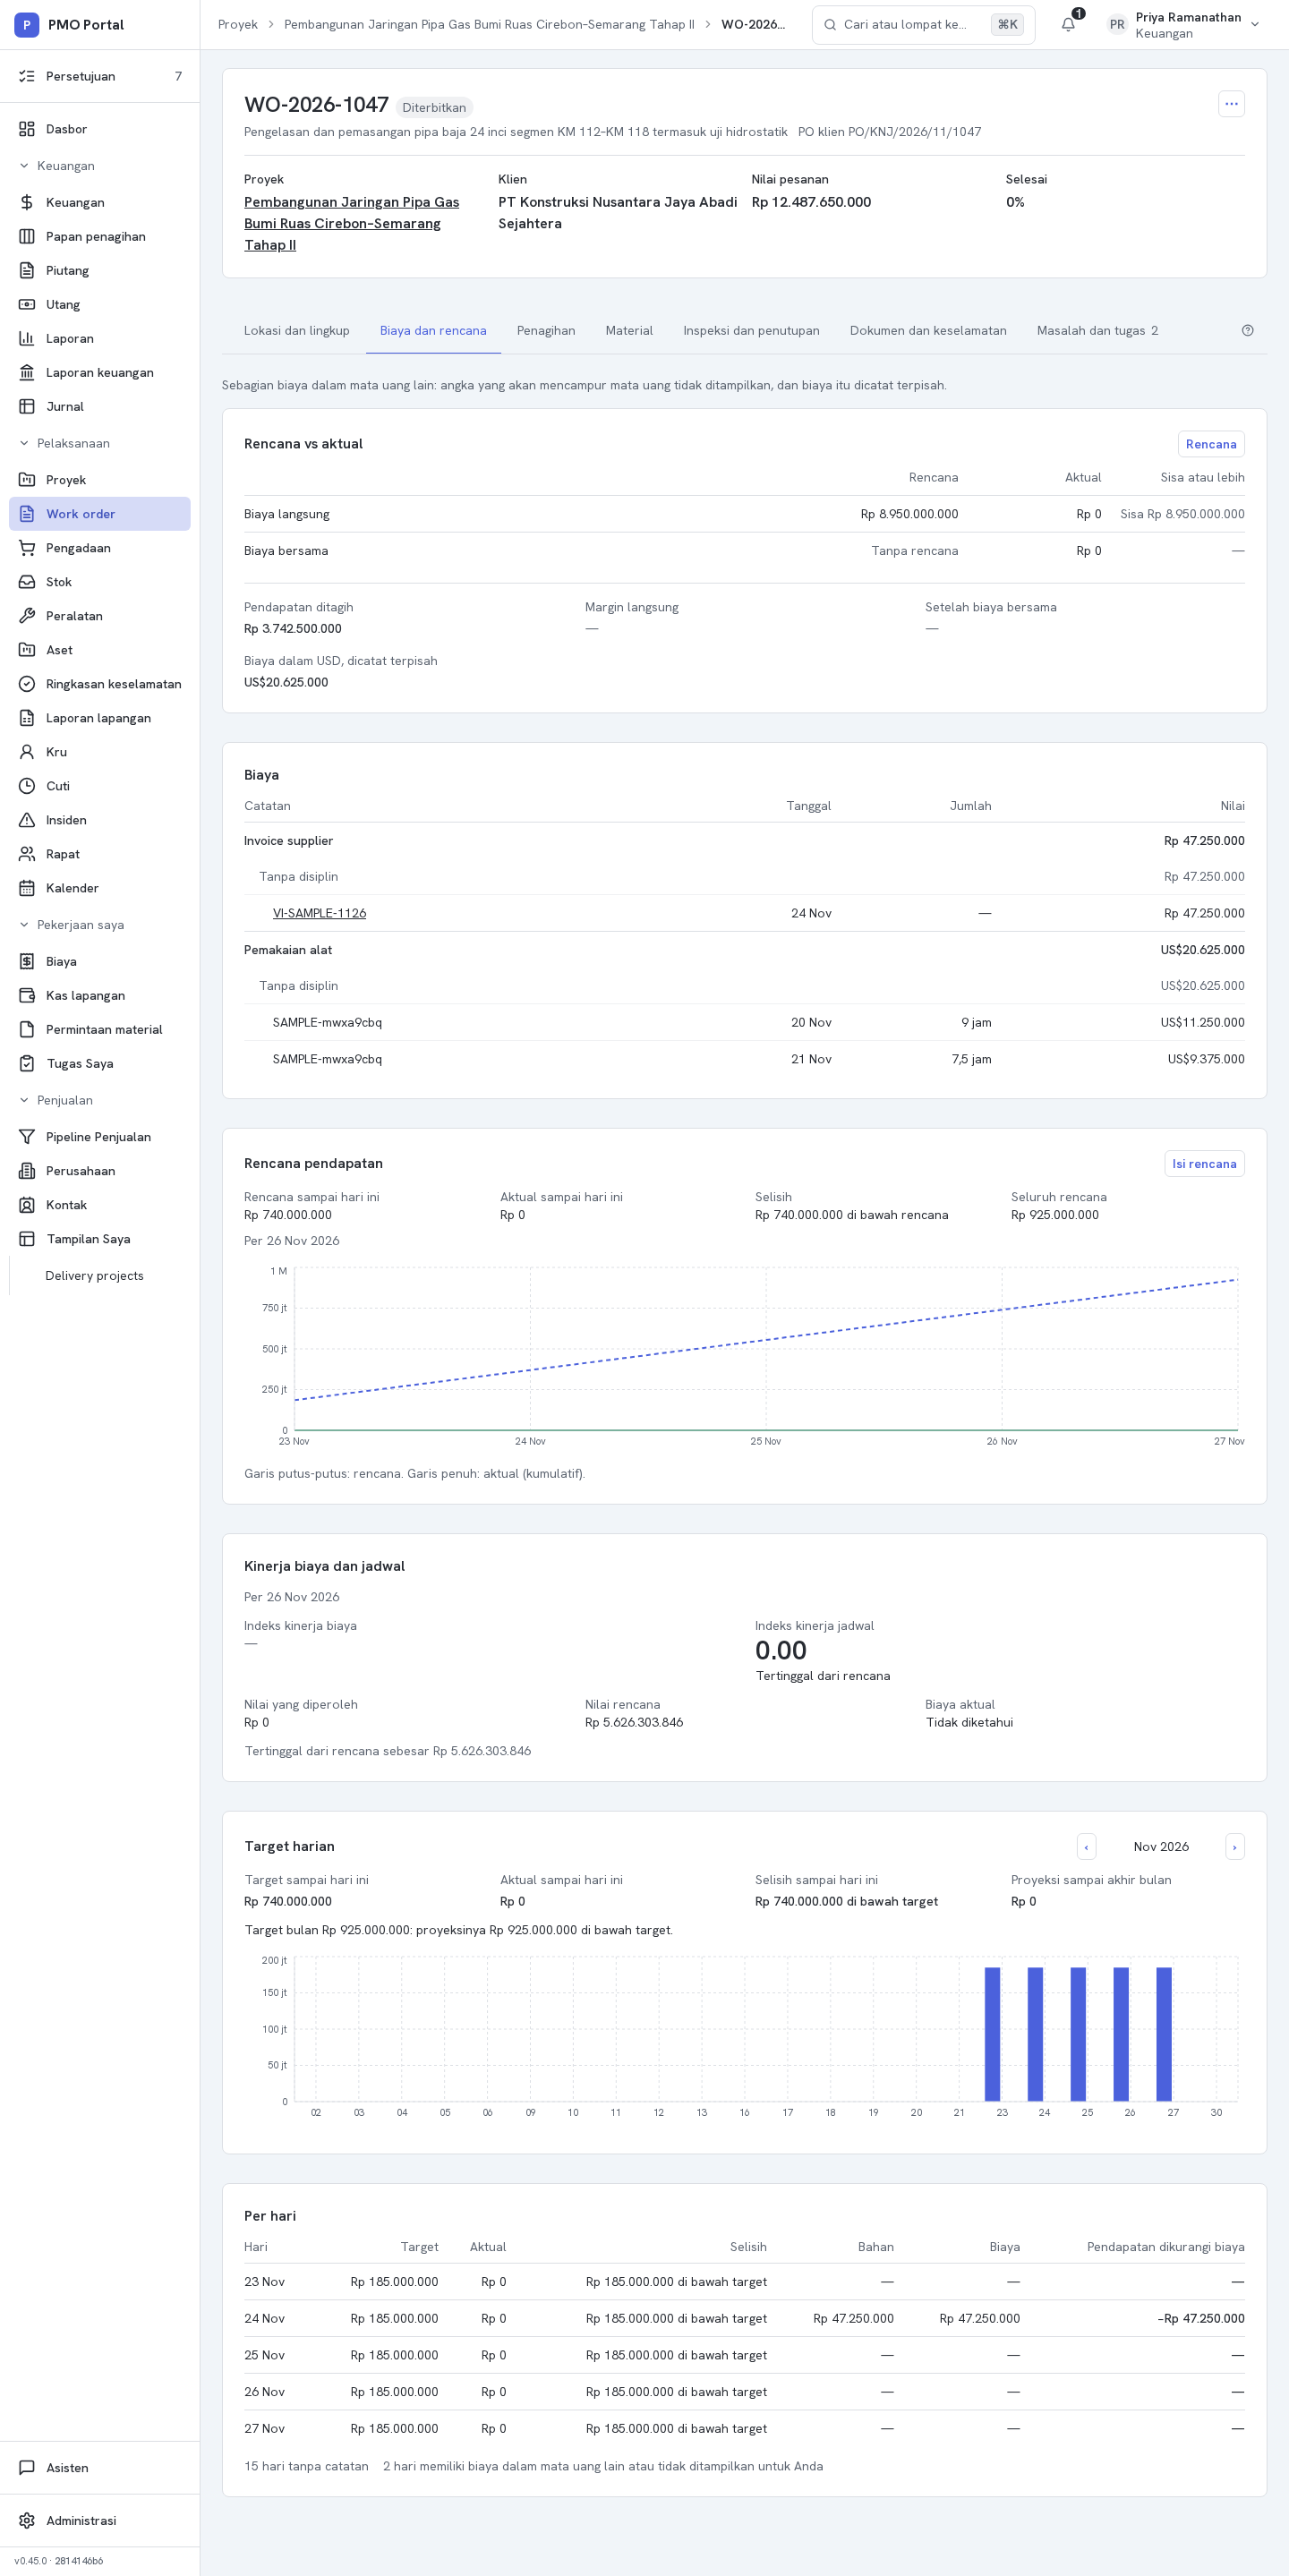 P PMO Portal
Proyek > Pembangunan Jaringan Pipa Gas Bumi Ruas Cirebon–Semarang Tahap II > WO-2026...
Cari atau lompat ke... ⌘K
1
PR Priya Ramanathan
Keuangan
Persetujuan 7
Dasbor
Keuangan
Keuangan
Papan penagihan
Piutang
Utang
Laporan
Laporan keuangan
Jurnal
Pelaksanaan
Proyek
Work order
Pengadaan
Stok
Peralatan
Aset
Ringkasan keselamatan
Laporan lapangan
Kru
Cuti
Insiden
Rapat
Kalender
Pekerjaan saya
Biaya
Kas lapangan
Permintaan material
Tugas Saya
Penjualan
Pipeline Penjualan
Perusahaan
Kontak
Tampilan Saya
Delivery projects
Asisten
Administrasi
v0.45.0 · 2814146b6
WO-2026-1047 Diterbitkan
Pengelasan dan pemasangan pipa baja 24 inci segmen KM 112–KM 118 termasuk uji hidrostatik PO klien PO/KNJ/2026/11/1047
Proyek Klien Nilai pesanan Selesai
Pembangunan Jaringan Pipa Gas PT Konstruksi Nusantara Jaya Abadi Rp 12.487.650.000 0%
Bumi Ruas Cirebon–Semarang Sejahtera
Tahap II
Lokasi dan lingkup Biaya dan rencana Penagihan Material Inspeksi dan penutupan Dokumen dan keselamatan Masalah dan tugas 2
Sebagian biaya dalam mata uang lain: angka yang akan mencampur mata uang tidak ditampilkan, dan biaya itu dicatat terpisah.
Rencana vs aktual Rencana
Rencana Aktual Sisa atau lebih
Biaya langsung Rp 8.950.000.000 Rp 0 Sisa Rp 8.950.000.000
Biaya bersama Tanpa rencana Rp 0 —
Pendapatan ditagih Margin langsung Setelah biaya bersama
Rp 3.742.500.000 — —
Biaya dalam USD, dicatat terpisah
US$20.625.000
Biaya
Catatan Tanggal Jumlah Nilai
Invoice supplier Rp 47.250.000
Tanpa disiplin Rp 47.250.000
VI-SAMPLE-1126 24 Nov — Rp 47.250.000
Pemakaian alat US$20.625.000
Tanpa disiplin US$20.625.000
SAMPLE-mwxa9cbq 20 Nov 9 jam US$11.250.000
SAMPLE-mwxa9cbq 21 Nov 7,5 jam US$9.375.000
Rencana pendapatan Isi rencana
Rencana sampai hari ini Aktual sampai hari ini Selisih Seluruh rencana
Rp 740.000.000 Rp 0 Rp 740.000.000 di bawah rencana Rp 925.000.000
Per 26 Nov 2026
1 M
750 jt
500 jt
250 jt
0
23 Nov 24 Nov 25 Nov 26 Nov 27 Nov
Garis putus-putus: rencana. Garis penuh: aktual (kumulatif).
Kinerja biaya dan jadwal
Per 26 Nov 2026
Indeks kinerja biaya Indeks kinerja jadwal
— 0.00
Tertinggal dari rencana
Nilai yang diperoleh Nilai rencana Biaya aktual
Rp 0 Rp 5.626.303.846 Tidak diketahui
Tertinggal dari rencana sebesar Rp 5.626.303.846
Target harian ‹ Nov 2026 ›
Target sampai hari ini Aktual sampai hari ini Selisih sampai hari ini Proyeksi sampai akhir bulan
Rp 740.000.000 Rp 0 Rp 740.000.000 di bawah target Rp 0
Target bulan Rp 925.000.000: proyeksinya Rp 925.000.000 di bawah target.
200 jt
150 jt
100 jt
50 jt
0
02 03 04 05 06 09 10 11 12 13 16 17 18 19 20 21 23 24 25 26 27 30
Per hari
Hari Target Aktual Selisih Bahan Biaya Pendapatan dikurangi biaya
23 Nov Rp 185.000.000 Rp 0 Rp 185.000.000 di bawah target — — —
24 Nov Rp 185.000.000 Rp 0 Rp 185.000.000 di bawah target Rp 47.250.000 Rp 47.250.000 –Rp 47.250.000
25 Nov Rp 185.000.000 Rp 0 Rp 185.000.000 di bawah target — — —
26 Nov Rp 185.000.000 Rp 0 Rp 185.000.000 di bawah target — — —
27 Nov Rp 185.000.000 Rp 0 Rp 185.000.000 di bawah target — — —
15 hari tanpa catatan 2 hari memiliki biaya dalam mata uang lain atau tidak ditampilkan untuk Anda